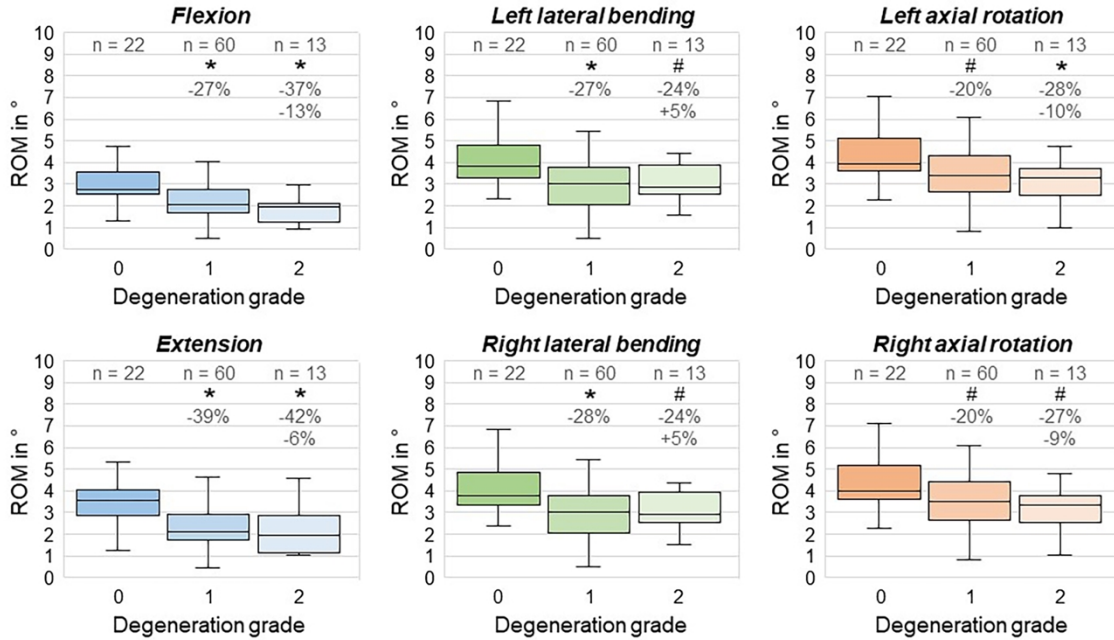 Flexion
ROM in °
10
9
8
7
6
5
4
3
2
1
0
n = 22 n = 60 n = 13
* *
-27% -37%
-13%
0 1 2
Degeneration grade
Left lateral bending
ROM in °
10
9
8
7
6
5
4
3
2
1
0
n = 22 n = 60 n = 13
* #
-27% -24%
+5%
0 1 2
Degeneration grade
Left axial rotation
ROM in °
10
9
8
7
6
5
4
3
2
1
0
n = 22 n = 60 n = 13
# *
-20% -28%
-10%
0 1 2
Degeneration grade
Extension
ROM in °
10
9
8
7
6
5
4
3
2
1
0
n = 22 n = 60 n = 13
* *
-39% -42%
-6%
0 1 2
Degeneration grade
Right lateral bending
ROM in °
10
9
8
7
6
5
4
3
2
1
0
n = 22 n = 60 n = 13
* #
-28% -24%
+5%
0 1 2
Degeneration grade
Right axial rotation
ROM in °
10
9
8
7
6
5
4
3
2
1
0
n = 22 n = 60 n = 13
# #
-20% -27%
-9%
0 1 2
Degeneration grade